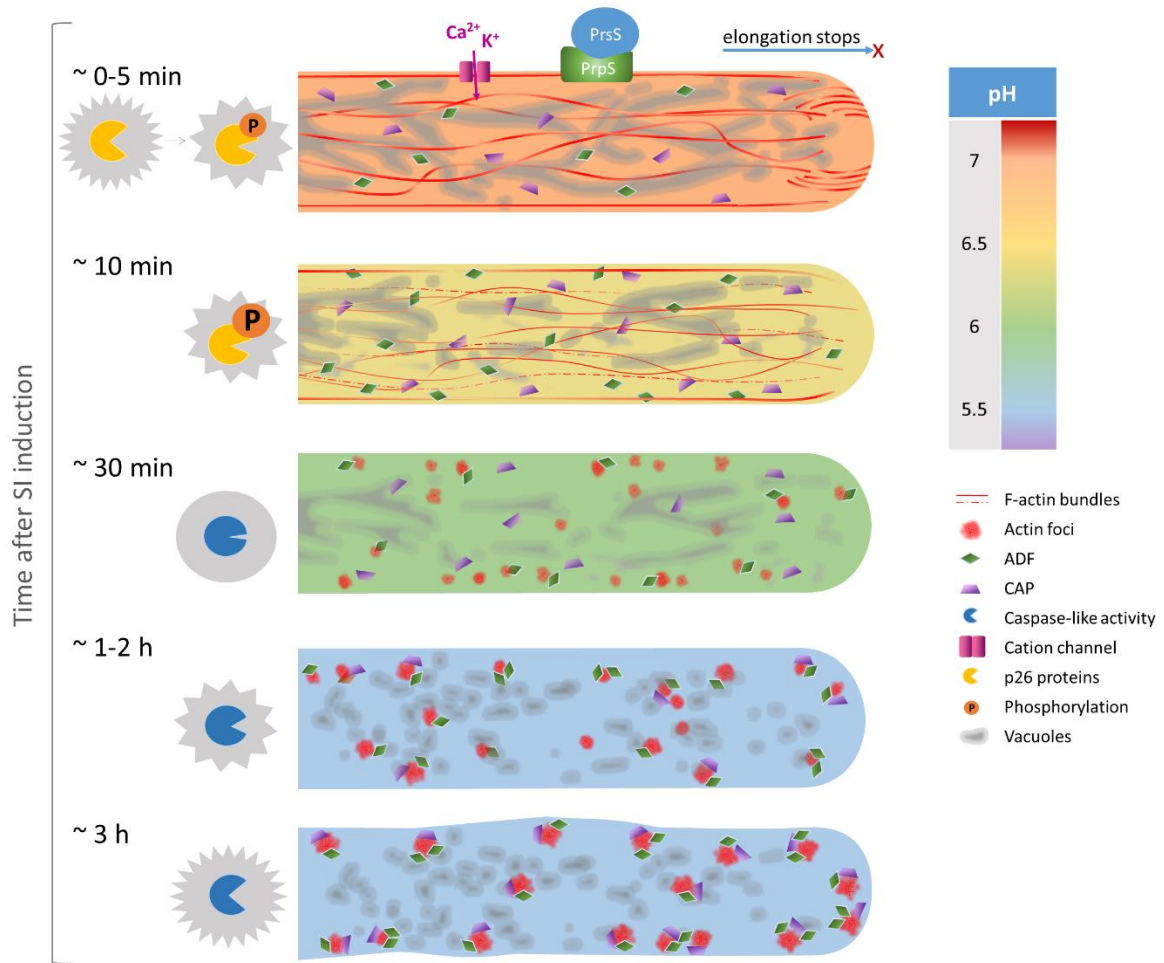 Time after SI induction
~ 0-5 min
P
Ca²⁺
K⁺
PrsS
PrpS
elongation stops
X
~ 10 min
P
~ 30 min
~ 1-2 h
~ 3 h
pH
7
6.5
6
5.5
F-actin bundles
Actin foci
ADF
CAP
Caspase-like activity
Cation channel
p26 proteins
P
Phosphorylation
Vacuoles